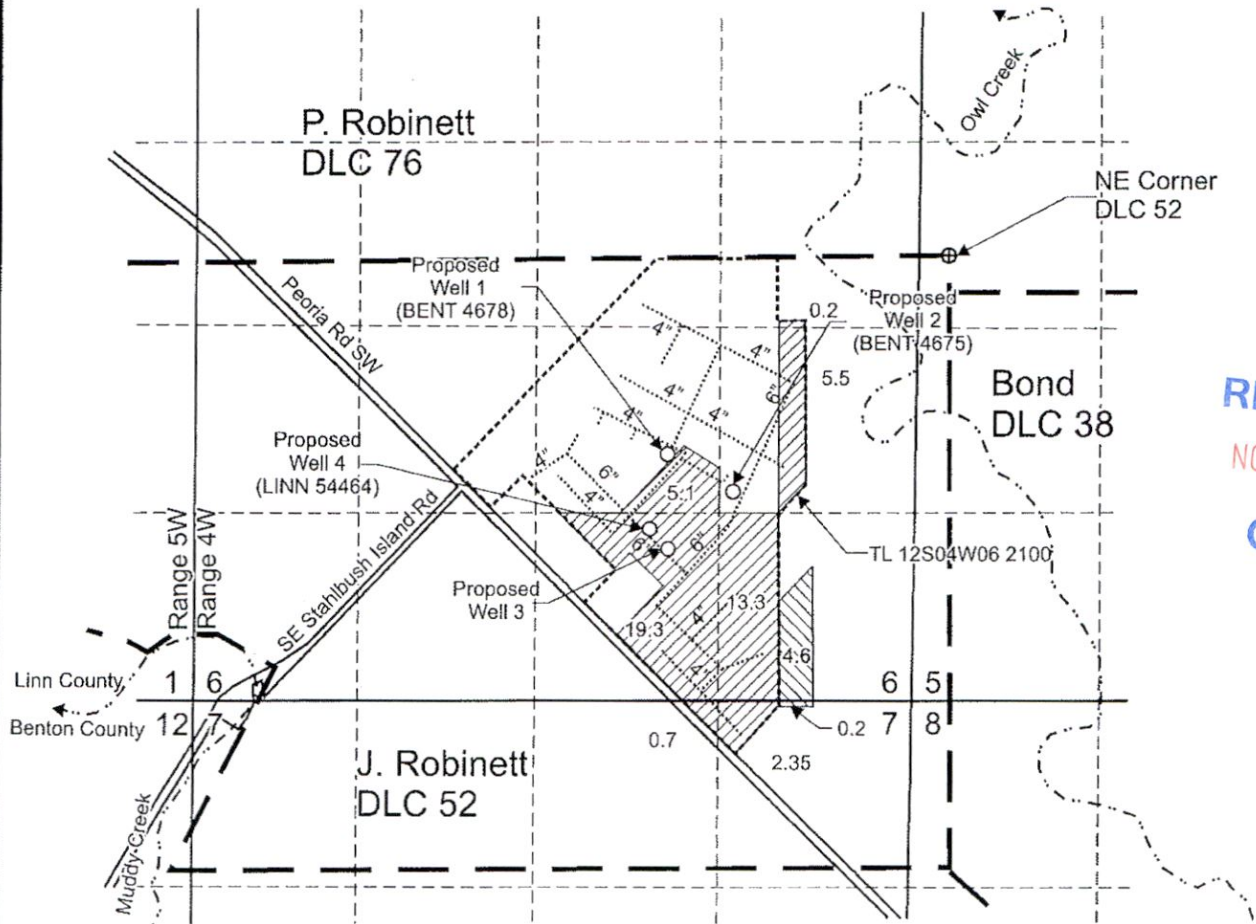 Owl Creek
P. Robinett
DLC 76
NE Corner
DLC 52
Proposed
Well 1
(BENT 4678)
Peoria Rd SW
0.2
Proposed
Well 2
(BENT 4675)
4"
4"
6"
5.5
Bond
DLC 38
4"
4"
4"
Proposed
Well 4
(LINN 54464)
4"
6"
4"
5.1
6"
6"
TL 12S04W06 2100
Range 5W
Range 4W
SE Stahlbush Island Rd
Proposed
Well 3
19.3
4"
13.3
4"
4.6
Linn County
Benton County
1 6
12 7
6 5
7 8
0.2
0.7
2.35
J. Robinett
DLC 52
Muddy Creek